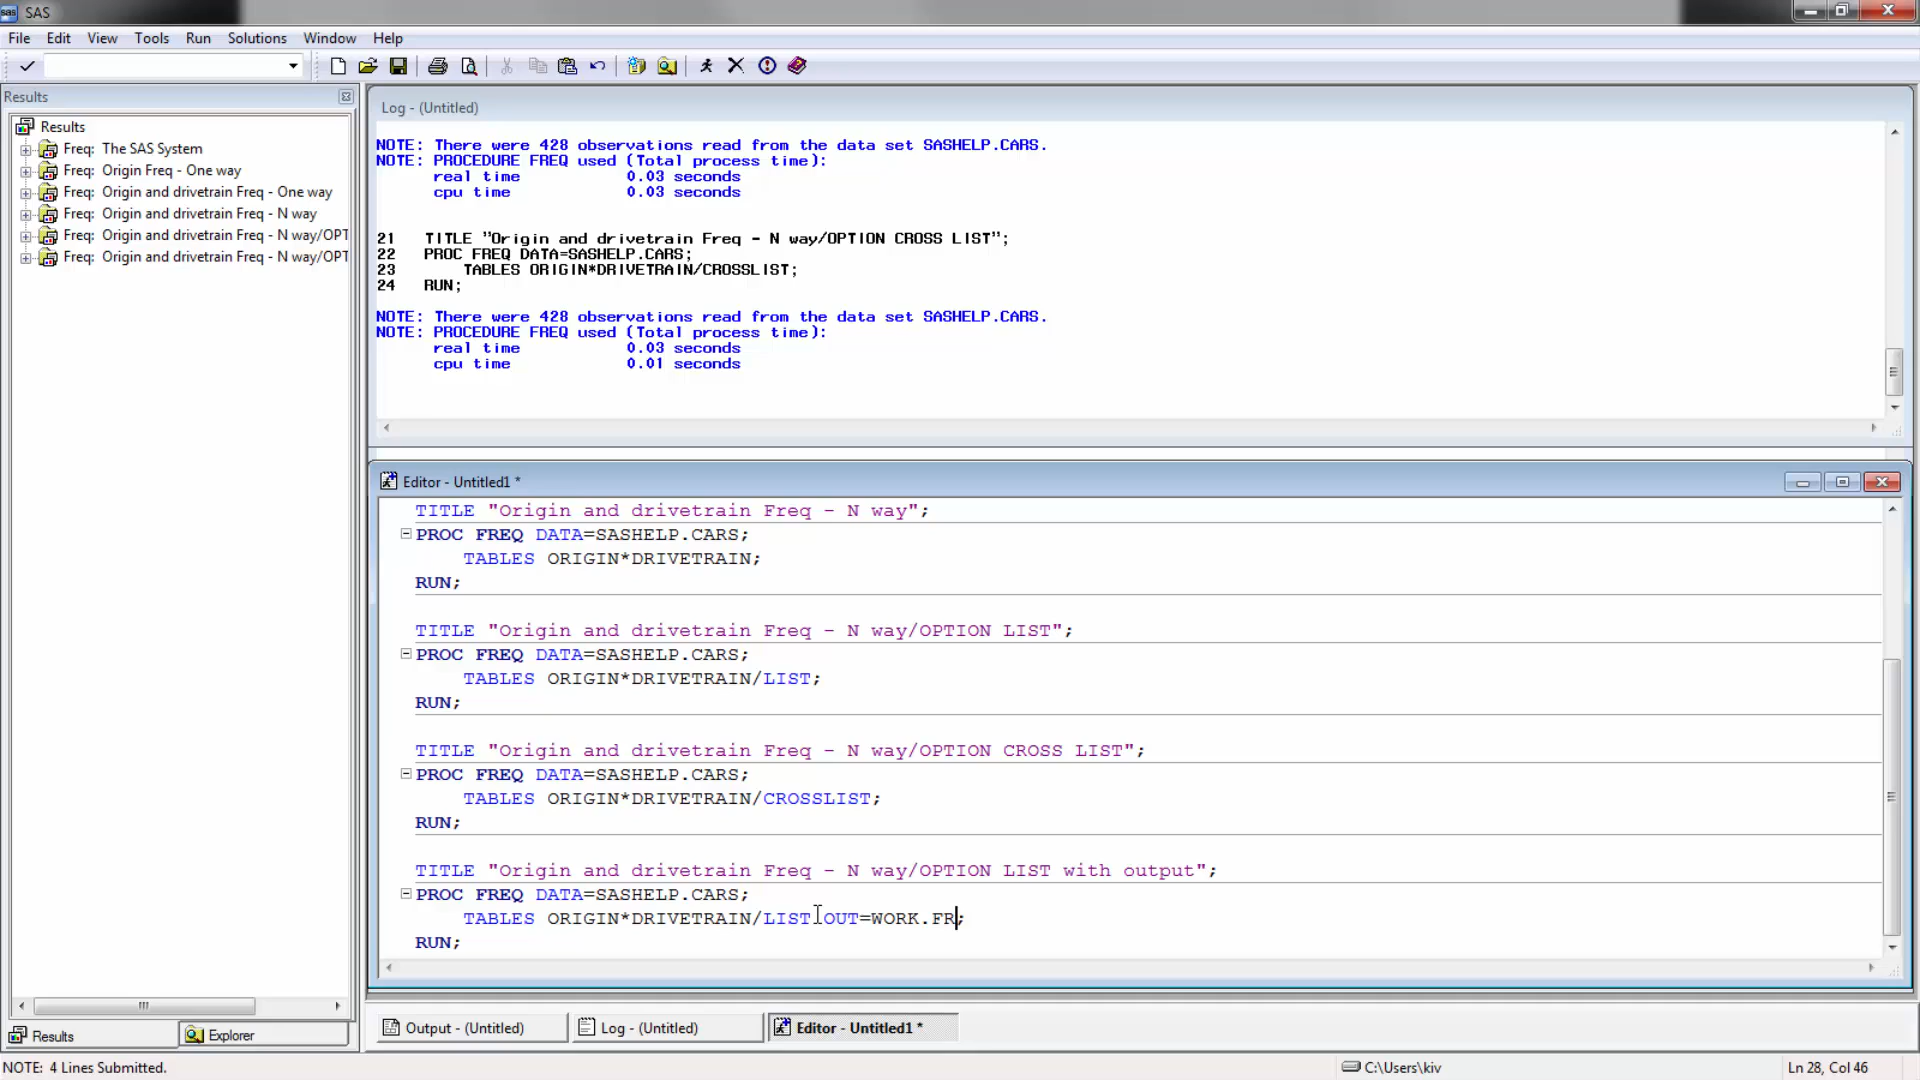 SAS
File Edit View Tools Run Solutions Window Help
Results
Results
Freq: The SAS System
Freq: Origin Freq - One way
Freq: Origin and drivetrain Freq - One way
Freq: Origin and drivetrain Freq - N way
Freq: Origin and drivetrain Freq - N way/OPT
Freq: Origin and drivetrain Freq - N way/OPT
Log - (Untitled)
NOTE: There were 428 observations read from the data set SASHELP.CARS.
NOTE: PROCEDURE FREQ used (Total process time):
real time 0.03 seconds
cpu time 0.03 seconds
21 TITLE "Origin and drivetrain Freq - N way/OPTION CROSS LIST";
22 PROC FREQ DATA=SASHELP.CARS;
23 TABLES ORIGIN*DRIVETRAIN/CROSSLIST;
24 RUN;
NOTE: There were 428 observations read from the data set SASHELP.CARS.
NOTE: PROCEDURE FREQ used (Total process time):
real time 0.03 seconds
cpu time 0.01 seconds
Editor - Untitled1 *
TITLE "Origin and drivetrain Freq - N way";
PROC FREQ DATA=SASHELP.CARS;
TABLES ORIGIN*DRIVETRAIN;
RUN;
TITLE "Origin and drivetrain Freq - N way/OPTION LIST";
PROC FREQ DATA=SASHELP.CARS;
TABLES ORIGIN*DRIVETRAIN/LIST;
RUN;
TITLE "Origin and drivetrain Freq - N way/OPTION CROSS LIST";
PROC FREQ DATA=SASHELP.CARS;
TABLES ORIGIN*DRIVETRAIN/CROSSLIST;
RUN;
TITLE "Origin and drivetrain Freq - N way/OPTION LIST with output";
PROC FREQ DATA=SASHELP.CARS;
TABLES ORIGIN*DRIVETRAIN/LIST OUT=WORK.FR;
RUN;
Results Explorer
Output - (Untitled) Log - (Untitled) Editor - Untitled1 *
NOTE: 4 Lines Submitted. C:\Users\kiv Ln 28, Col 46